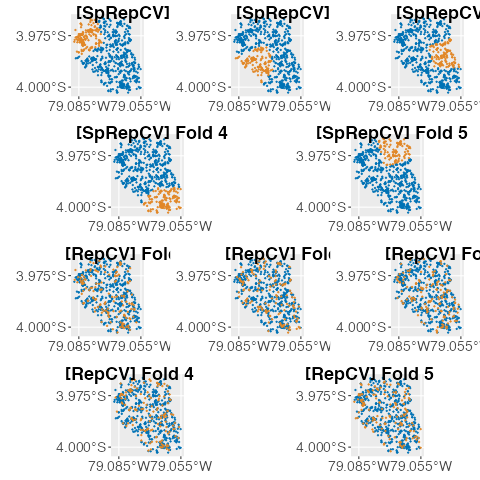 [SpRepCV] [SpRepCV] [SpRepCV
3.975°S 3.975°S 3.975°S
4.000°S 4.000°S 4.000°S
79.085°W79.055°W 79.085°W79.055°W 79.085°W79.055°W
[SpRepCV] Fold 4 [SpRepCV] Fold 5
3.975°S 3.975°S
4.000°S 4.000°S
79.085°W79.055°W 79.085°W79.055°W
[RepCV] Fol [RepCV] Fol [RepCV] Fo
3.975°S 3.975°S 3.975°S
4.000°S 4.000°S 4.000°S
79.085°W79.055°W 79.085°W79.055°W 79.085°W79.055°W
[RepCV] Fold 4 [RepCV] Fold 5
3.975°S 3.975°S
4.000°S 4.000°S
79.085°W79.055°W 79.085°W79.055°W